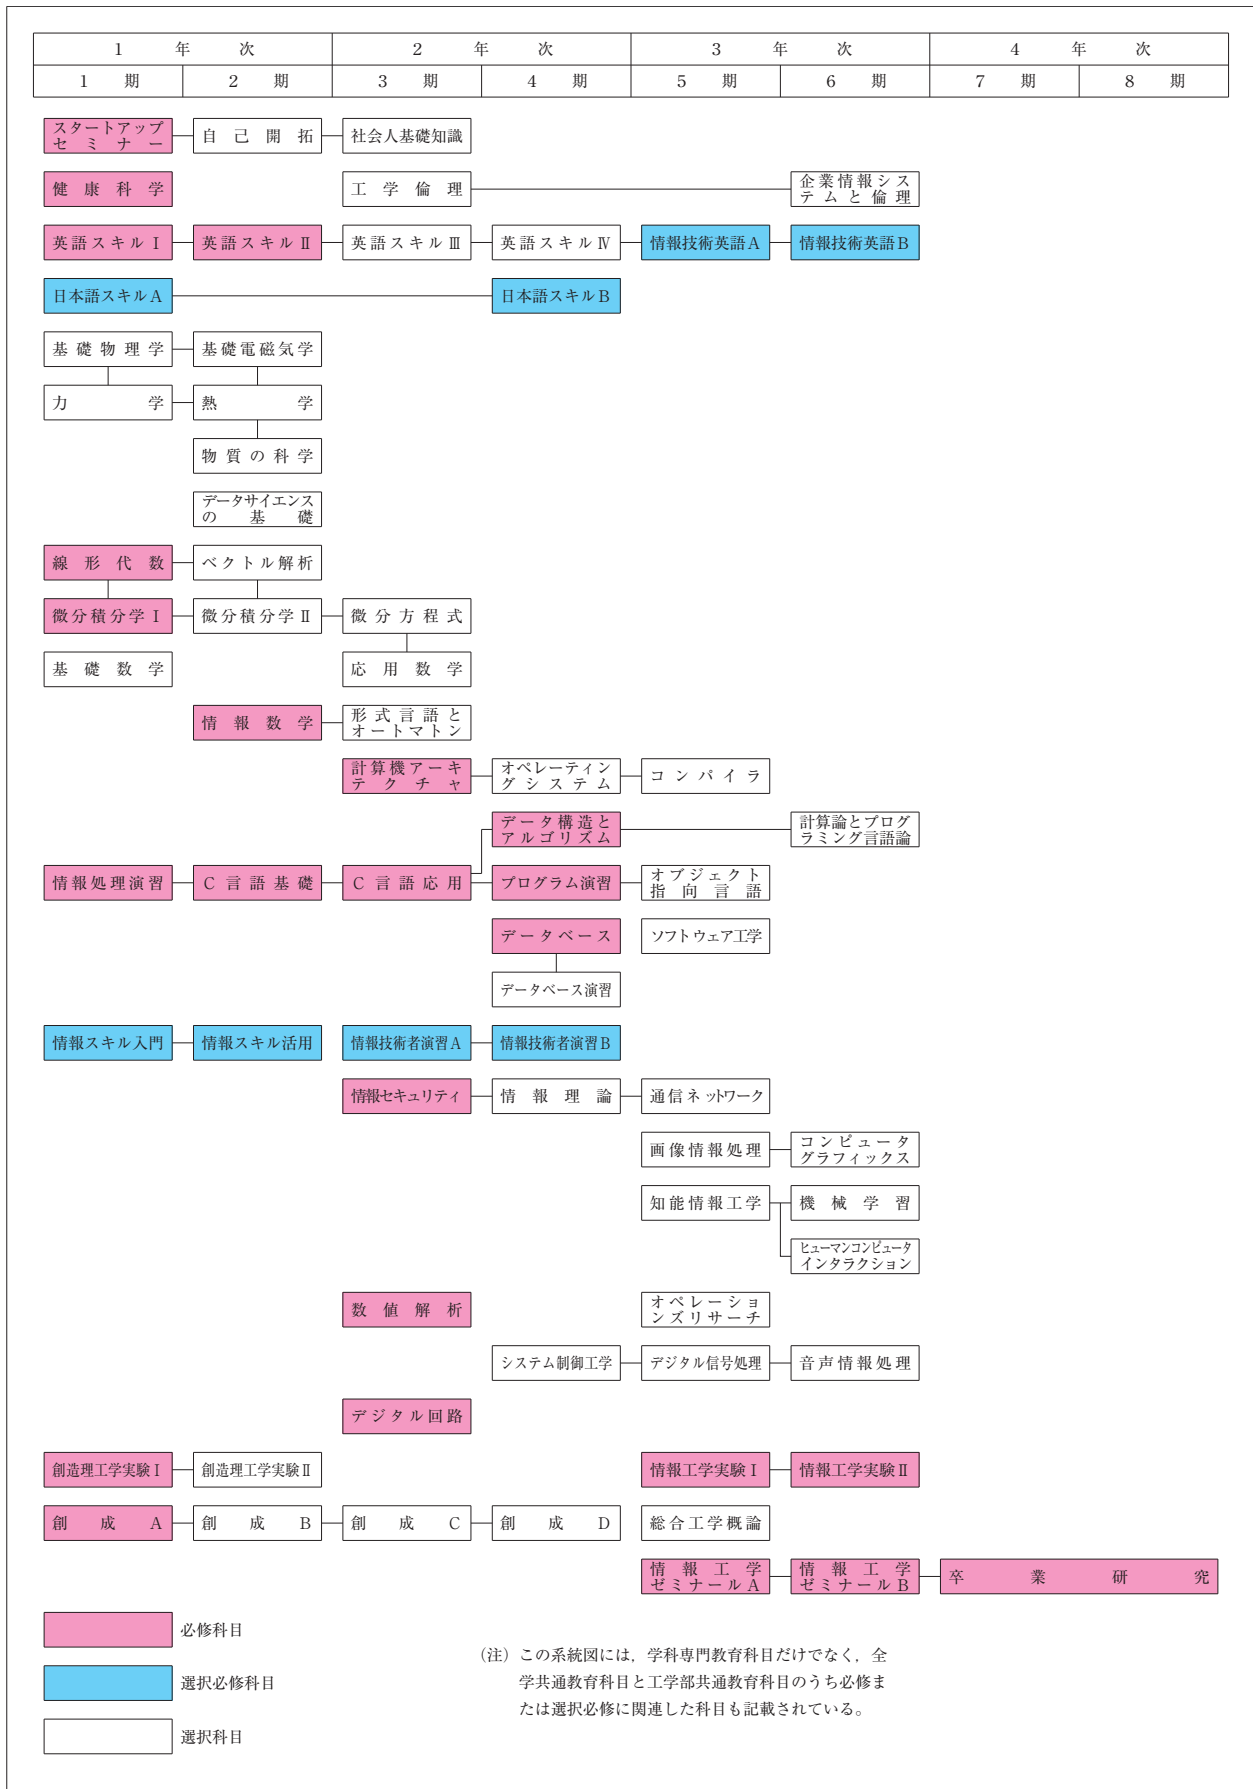 1 年 次 2 年 次 3 年 次 4 年 次
1 期 2 期 3 期 4 期 5 期 6 期 7 期 8 期
スタートアップ
セミナー
自己開拓
社会人基礎知識
健康科学
工学倫理
企業情報シス
テムと倫理
英語スキルⅠ
英語スキルⅡ
英語スキルⅢ
英語スキルⅣ
情報技術英語A
情報技術英語B
日本語スキルA
日本語スキルB
基礎物理学
基礎電磁気学
力学
熱学
物質の科学
データサイエンス
の基礎
線形代数
ベクトル解析
微分積分学Ⅰ
微分積分学Ⅱ
微分方程式
基礎数学
応用数学
情報数学
形式言語と
オートマトン
計算機アーキ
テクチャ
オペレーティン
グシステム
コンパイラ
データ構造と
アルゴリズム
計算論とプログ
ラミング言語論
情報処理演習
C言語基礎
C言語応用
プログラム演習
オブジェクト
指向言語
データベース
ソフトウェア工学
データベース演習
情報スキル入門
情報スキル活用
情報技術者演習A
情報技術者演習B
情報セキュリティ
情報理論
通信ネットワーク
画像情報処理
コンピュータ
グラフィックス
知能情報工学
機械学習
ヒューマンコンピュータ
インタラクション
数値解析
オペレーショ
ンズリサーチ
システム制御工学
デジタル信号処理
音声情報処理
デジタル回路
創造理工学実験Ⅰ
創造理工学実験Ⅱ
情報工学実験Ⅰ
情報工学実験Ⅱ
創成A
創成B
創成C
創成D
総合工学概論
情報工学
ゼミナールA
情報工学
ゼミナールB
卒業研究
必修科目
選択必修科目
選択科目
（注）この系統図には，学科専門教育科目だけでなく，全
学共通教育科目と工学部共通教育科目のうち必修ま
たは選択必修に関連した科目も記載されている。